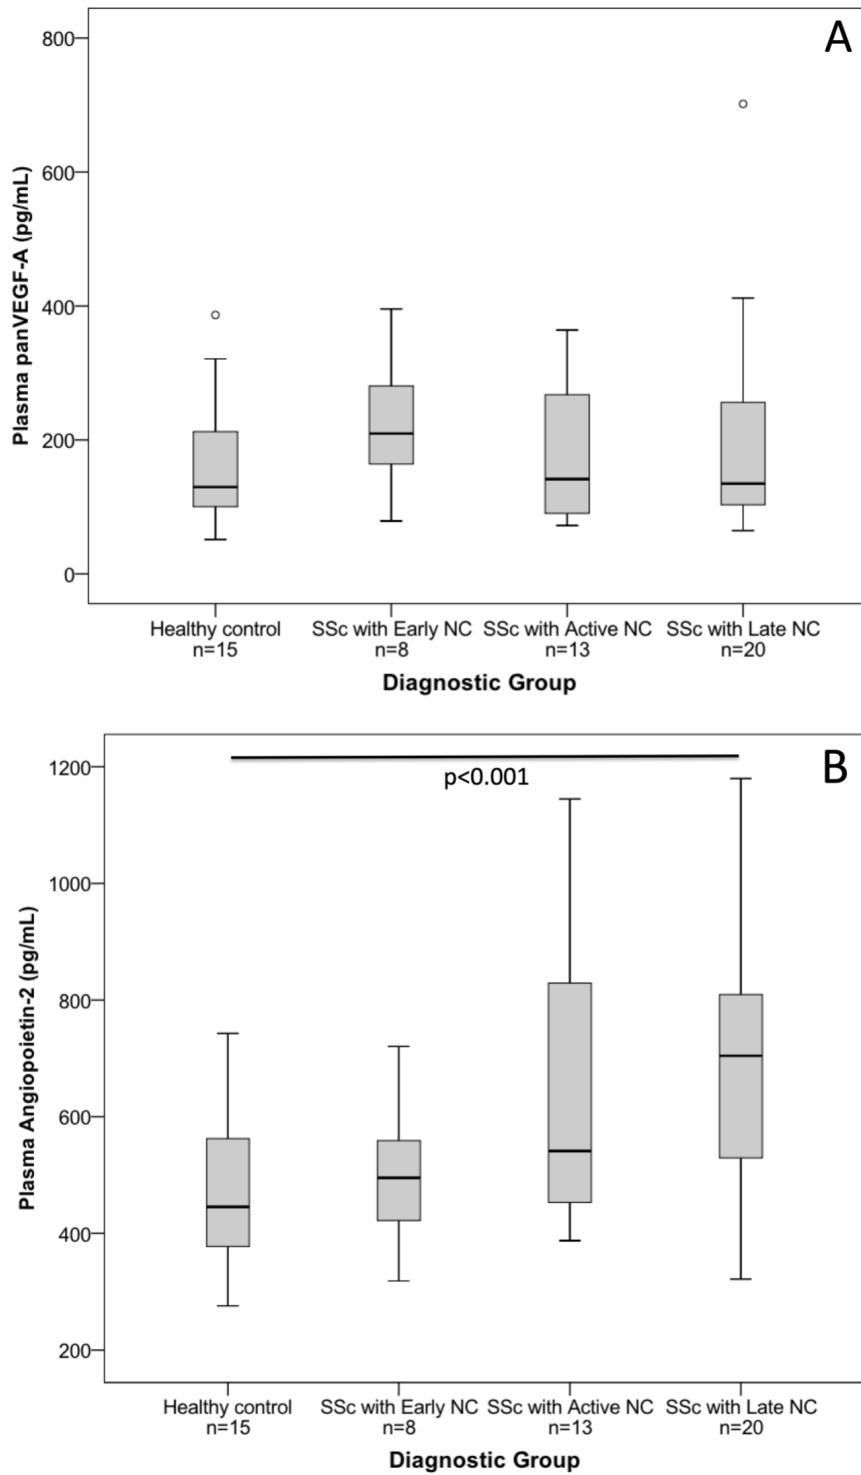 A
800
600
400
200
0
Plasma panVEGF-A (pg/mL)
Healthy control SSc with Early NC SSc with Active NC SSc with Late NC
n=15 n=8 n=13 n=20
Diagnostic Group
B
p<0.001
1200
1000
800
600
400
200
Plasma Angiopoietin-2 (pg/mL)
Healthy control SSc with Early NC SSc with Active NC SSc with Late NC
n=15 n=8 n=13 n=20
Diagnostic Group